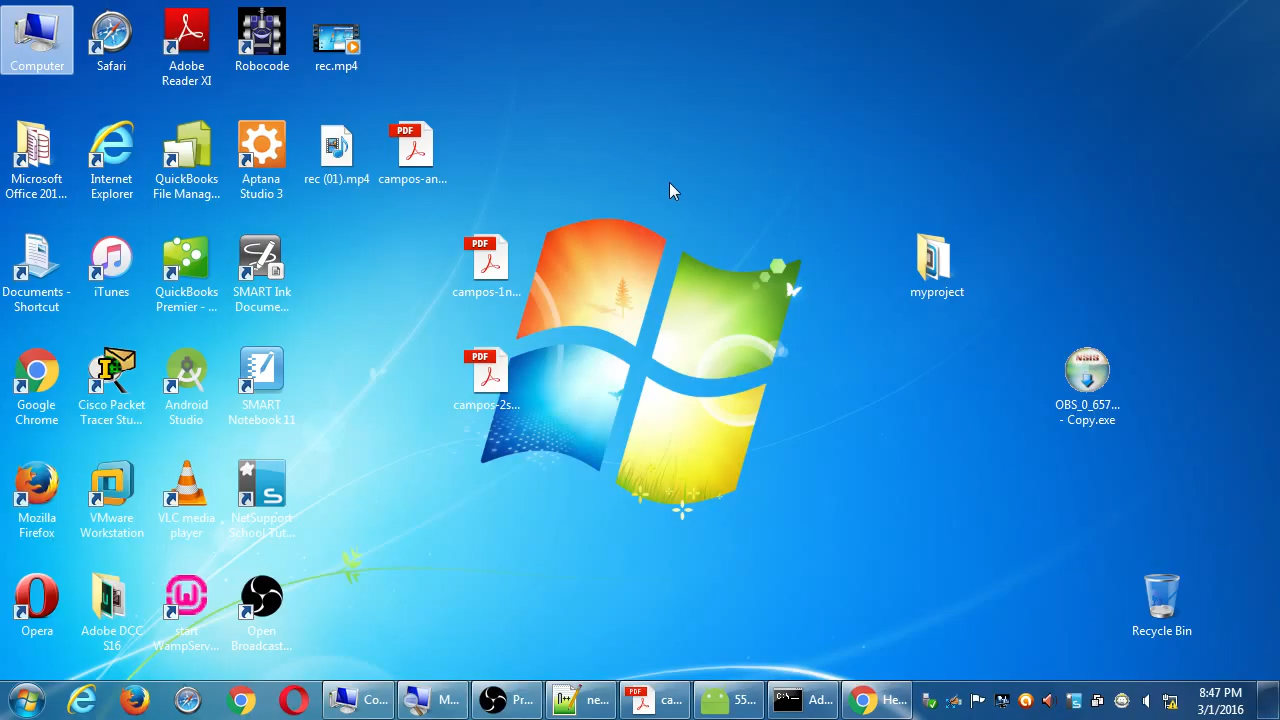 Computer
Safari
Adobe
Reader XI
Robocode
rec.mp4
Microsoft
Office 201...
Internet
Explorer
QuickBooks
File Manag...
Aptana
Studio 3
rec (01).mp4
PDF
campos-an...
Documents -
Shortcut
iTunes
QuickBooks
Premier - ...
SMART Ink
Docume...
PDF
campos-1n...
myproject
Google
Chrome
Cisco Packet
Tracer Stu...
Android
Studio
SMART
Notebook 11
PDF
campos-2s...
NSIS
OBS_0_657...
- Copy.exe
Mozilla
Firefox
VMware
Workstation
VLC media
player
S
NetSupport
School Tut...
Opera
Adobe DCC
S16
W
start
WampServ...
Open
Broadcast...
Recycle Bin
Co...
M...
Pr...
ne...
PDF
ca...
55...
C:\
Ad...
He...
8:47 PM
3/1/2016